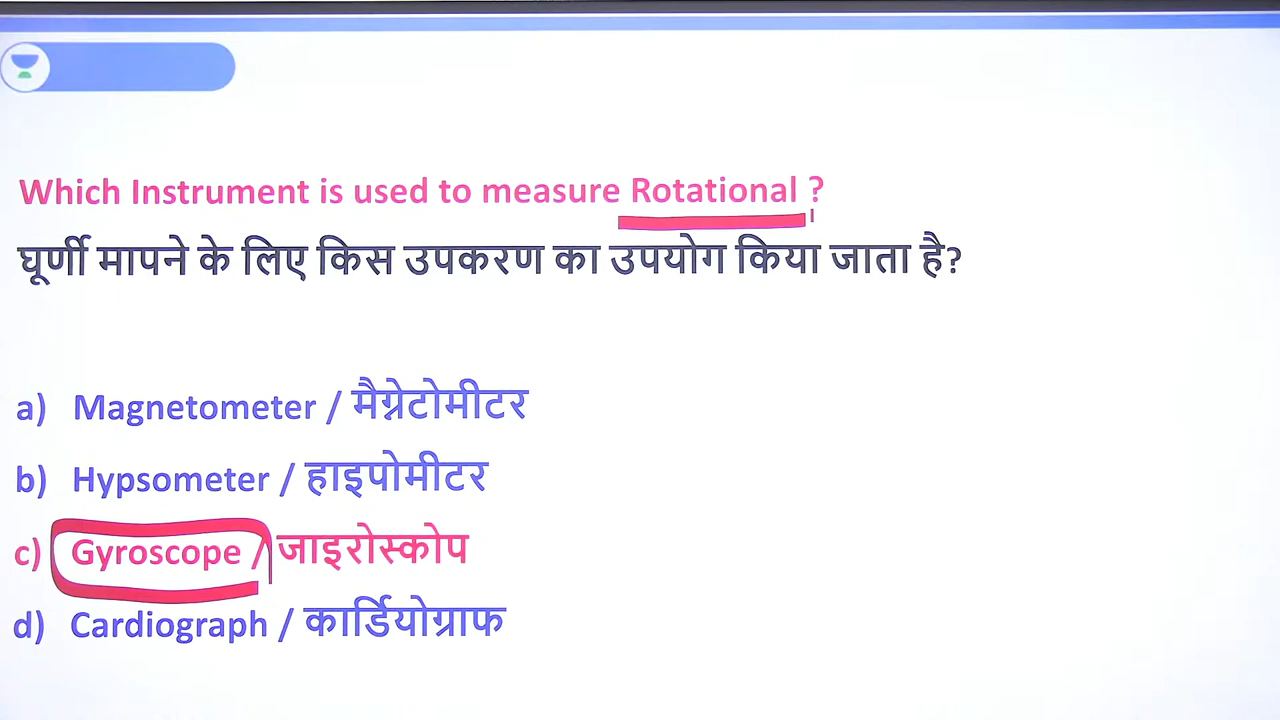 Which Instrument is used to measure Rotational ?
घूर्णी मापने के लिए किस उपकरण का उपयोग किया जाता है?
a) Magnetometer / मैग्नेटोमीटर
b) Hypsometer / हाइपोमीटर
c) Gyroscope / जाइरोस्कोप
d) Cardiograph / कार्डियोग्राफ